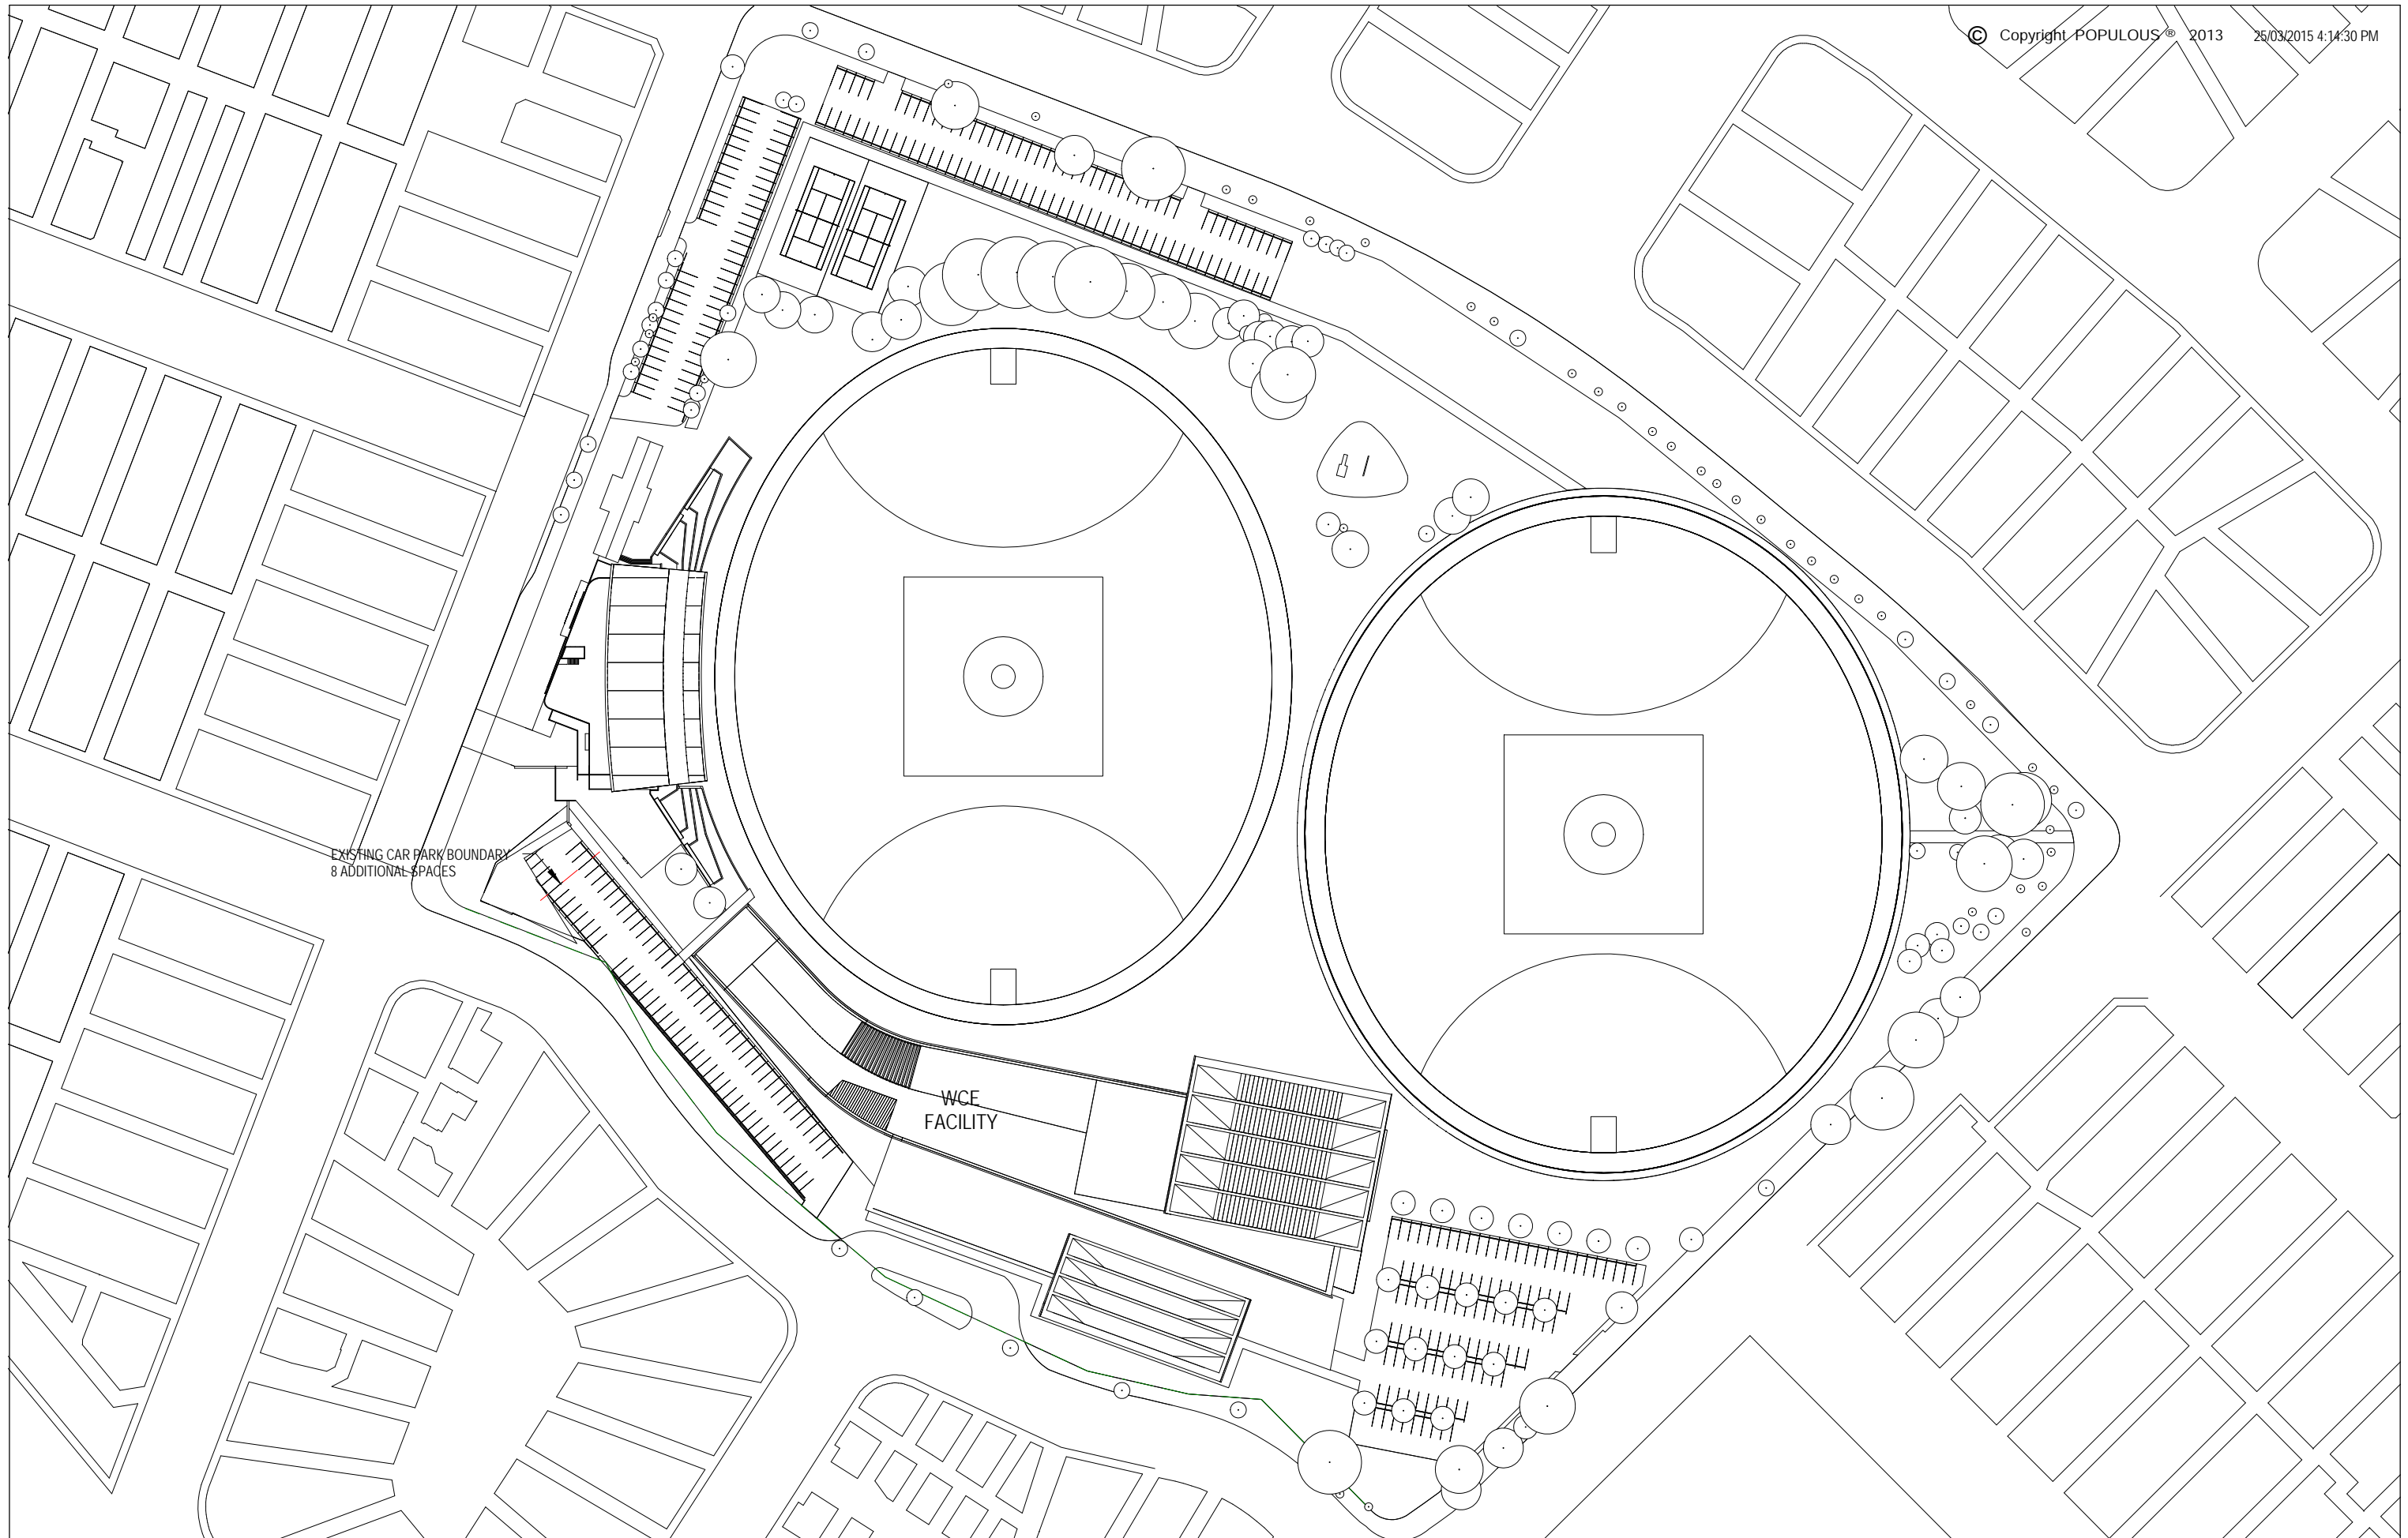 © Copyright POPULOUS ® 2013 25/03/2015 4:14:30 PM
EXISTING CAR PARK BOUNDARY
8 ADDITIONAL SPACES
WCE
FACILITY